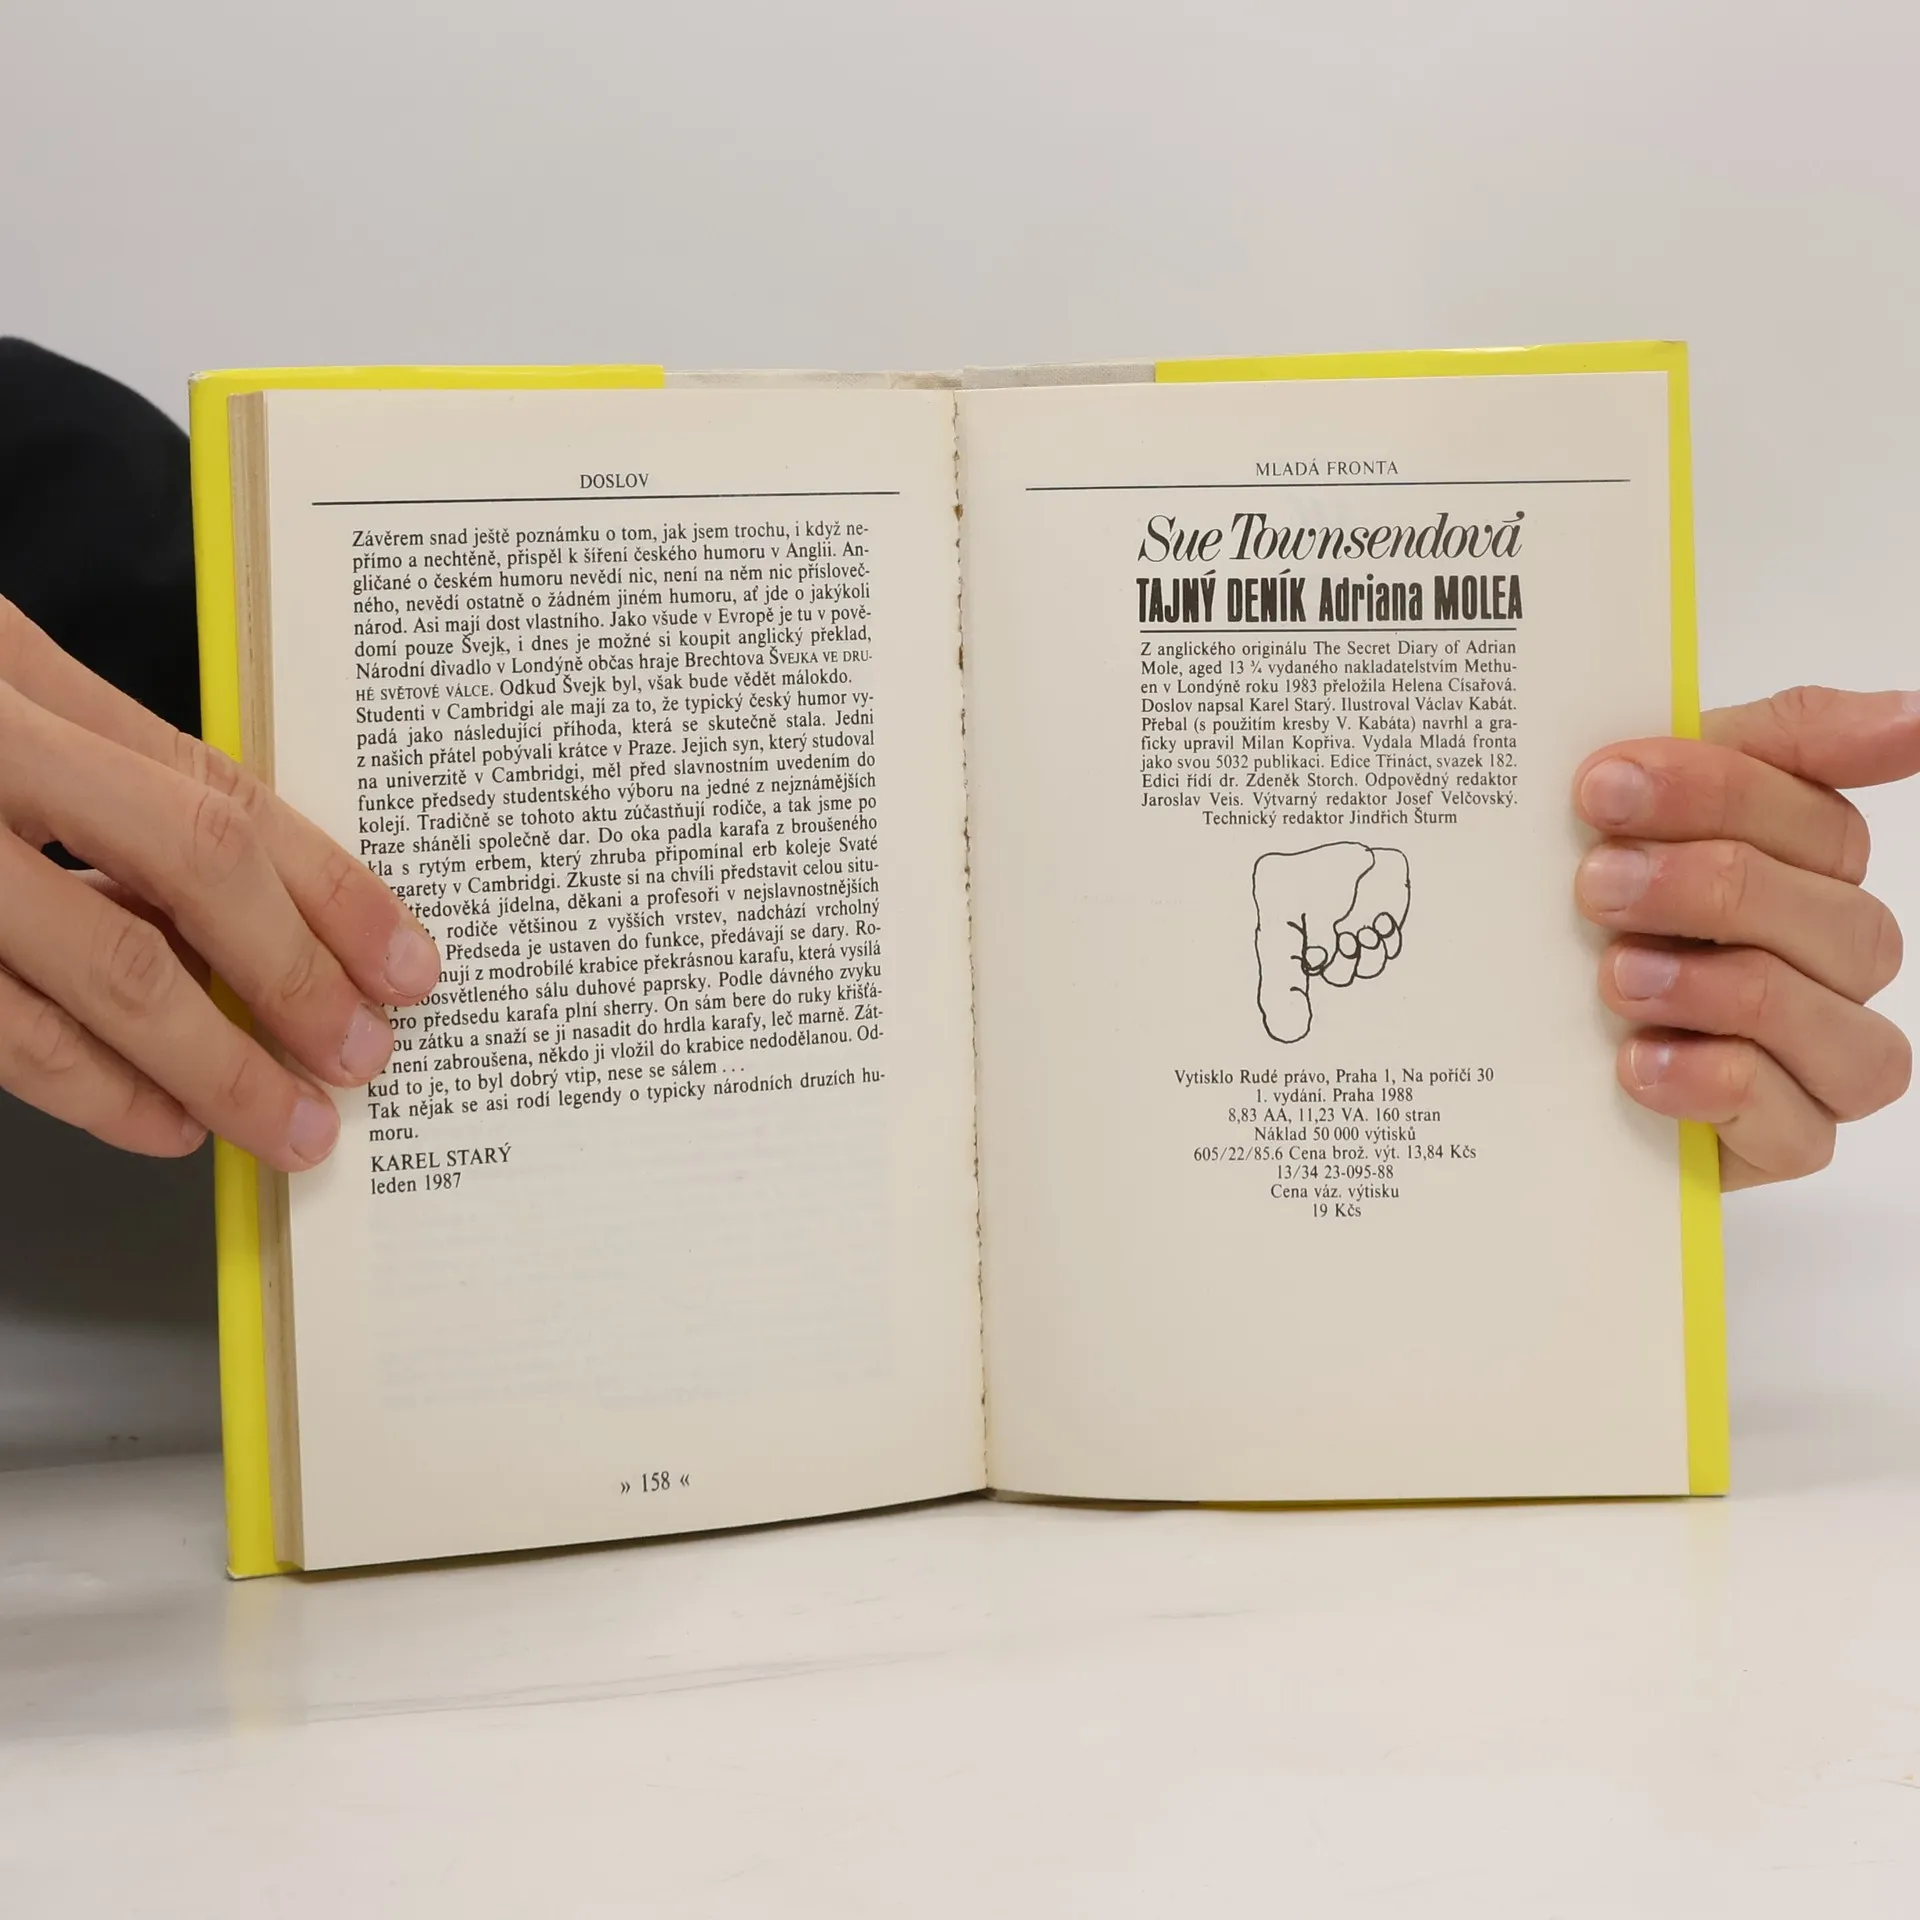 DOSLOV
Závěrem snad ještě poznámku o tom, jak jsem trochu, i když ne-
přímo a nechtěně, přispěl k šíření českého humoru v Anglii. An-
gličané o českém humoru nevědí nic, není na něm nic přísloveč-
ného, nevědí ostatně o žádném jiném humoru, ať jde o jakýkoli
národ. Asi mají dost vlastního. Jako všude v Evropě je tu v pově-
domí pouze Švejk, i dnes je možné si koupit anglický překlad,
Národní divadlo v Londýně občas hraje Brechtova ŠVEJKA VE DRU-
HÉ SVĚTOVÉ VÁLCE. Odkud Švejk byl, však bude vědět málokdo.
Studenti v Cambridgi ale mají za to, že typický český humor vy-
padá jako následující příhoda, která se skutečně stala. Jedni
z našich přátel pobývali krátce v Praze. Jejich syn, který studoval
na univerzitě v Cambridgi, měl před slavnostním uvedením do
funkce předsedy studentského výboru na jedné z nejznámějších
kolejí. Tradičně se tohoto aktu zúčastňují rodiče, a tak jsme po
Praze sháněli společně dar. Do oka padla karafa z broušeného
kla s rytým erbem, který zhruba připomínal erb koleje Svaté
rgarety v Cambridgi. Zkuste si na chvíli představit celou situ-
tředověká jídelna, děkani a profesoři v nejslavnostnějších
rodiče většinou z vyšších vrstev, nadchází vrcholný
Předseda je ustaven do funkce, předávají se dary. Ro-
nují z modrobílé krabice překrásnou karafu, která vysílá
osvětleného sálu duhové paprsky. Podle dávného zvyku
pro předsedu karafa plní sherry. On sám bere do ruky křišťá-
ou zátku a snaží se ji nasadit do hrdla karafy, leč marně. Zát-
není zabroušena, někdo ji vložil do krabice nedodělanou. Od-
kud to je, to byl dobrý vtip, nese se sálem . . .
Tak nějak se asi rodí legendy o typicky národních druzích hu-
moru.
KAREL STARÝ
leden 1987
» 158 «
MLADÁ FRONTA
Sue Townsendová
TAJNÝ DENÍK Adriana MOLEA
Z anglického originálu The Secret Diary of Adrian
Mole, aged 13 ¾ vydaného nakladatelstvím Methu-
en v Londýně roku 1983 přeložila Helena Císařová.
Doslov napsal Karel Starý. Ilustroval Václav Kabát.
Přebal (s použitím kresby V. Kabáta) navrhl a gra-
ficky upravil Milan Kopřiva. Vydala Mladá fronta
jako svou 5032 publikaci. Edice Třináct, svazek 182.
Edici řídí dr. Zdeněk Storch. Odpovědný redaktor
Jaroslav Veis. Výtvarný redaktor Josef Velčovský.
Technický redaktor Jindřich Šturm
Vytisklo Rudé právo, Praha 1, Na poříčí 30
1. vydání. Praha 1988
8,83 AA, 11,23 VA. 160 stran
Náklad 50 000 výtisků
605/22/85.6 Cena brož. výt. 13,84 Kčs
13/34 23-095-88
Cena váz. výtisku
19 Kčs